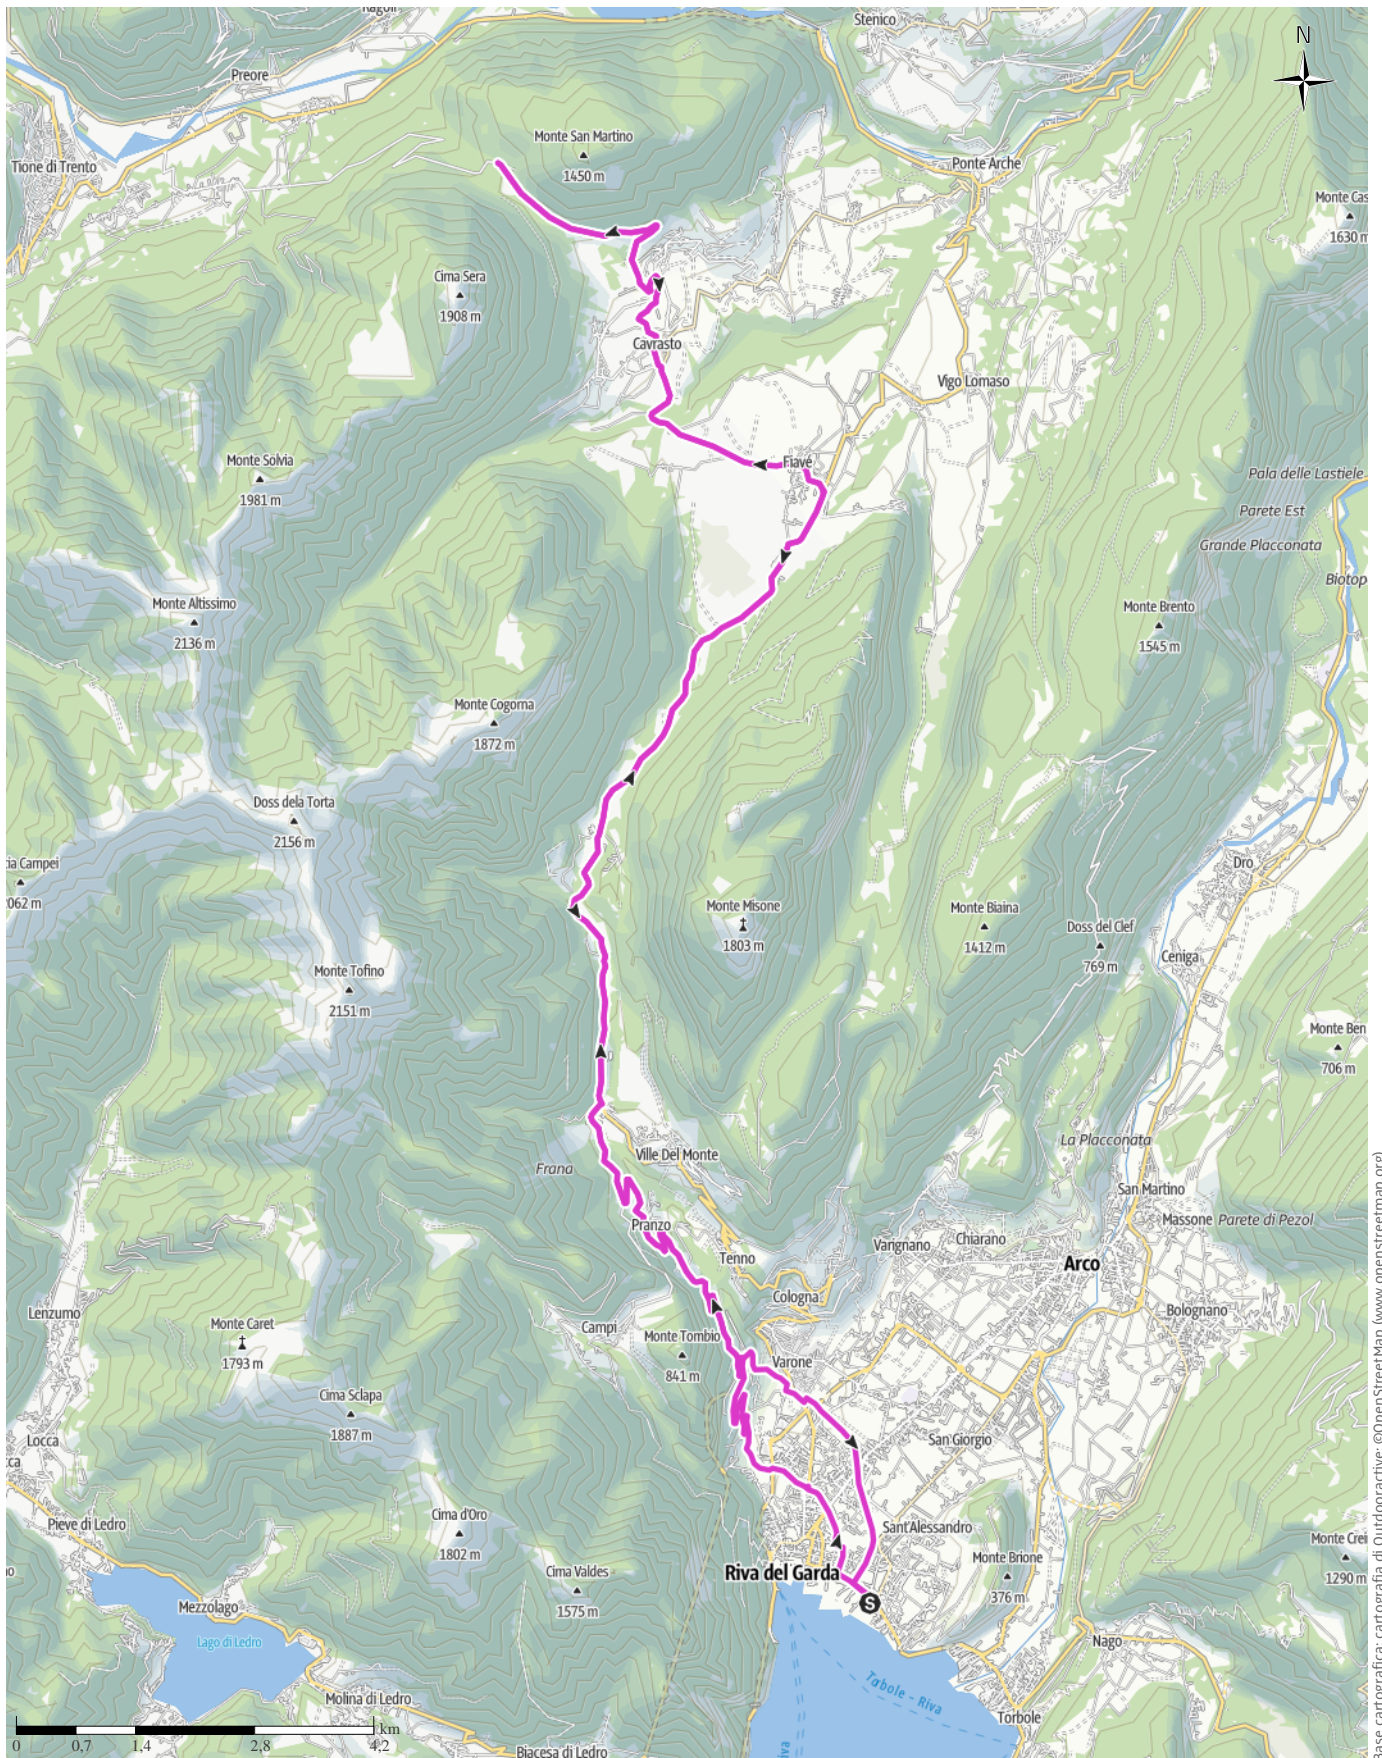 Ragoli
Stenico
N
Preore
Monte San Martino
1450 m
Ponte Arche
Tione di Trento
Monte Cas
1630 m
Cima Sera
1908 m
Cavrasto
Vigo Lomaso
Fiavé
Monte Solvia
1981 m
Pala delle Lastiele
Parete Est
Grande Placconata
Biotop
Monte Altissimo
2136 m
Monte Brento
1545 m
Monte Cogorna
1872 m
Doss dela Torta
2156 m
cia Campei
2062 m
Dro
Monte Misone
1803 m
Monte Biaina
1412 m
Doss del Clef
769 m
Ceniga
Monte Tofino
2151 m
Monte Ben
706 m
La Placconata
Ville Del Monte
Frana
San Martino
Massone
Parete di Pezol
Pranzo
Tenno
Varignano
Chiarano
Arco
Cologna
Bolognano
Lenzumo
Monte Caret
1793 m
Campi
Monte Tombio
841 m
Varone
Cima Sclapa
1887 m
San Giorgio
Locca
cca
Pieve di Ledro
Cima d'Oro
1802 m
Sant'Alessandro
Monte Brione
376 m
Monte Crei
1290 m
Riva del Garda
S
Cima Valdes
1575 m
Mezzolago
Lago di Ledro
Nago
Molina di Ledro
Torbole - Riva
Torbole
Biacesa di Ledro
iva
km
0 0,7 1,4 2,8 4,2
Base cartografica: cartografia di Outdooractive; ©OpenStreetMap (www.openstreetmap.org)